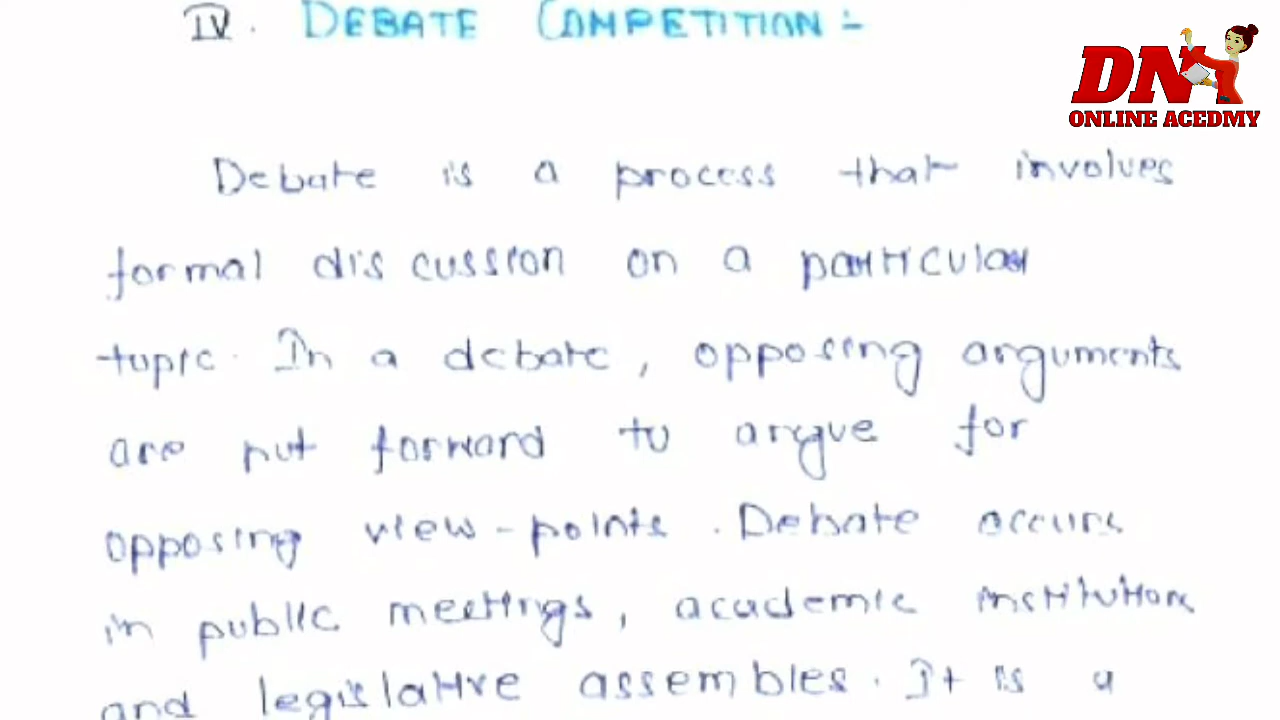 IV. DEBATE COMPETITION :-
DNA
ONLINE ACEDMY
Debate is a process that involves
formal discussion on a particular
topic. In a debate, opposing arguments
are put forward to argue for
opposing view-points. Debate occurs
in public meetings, academic institutions
and legislative assembles. It is a